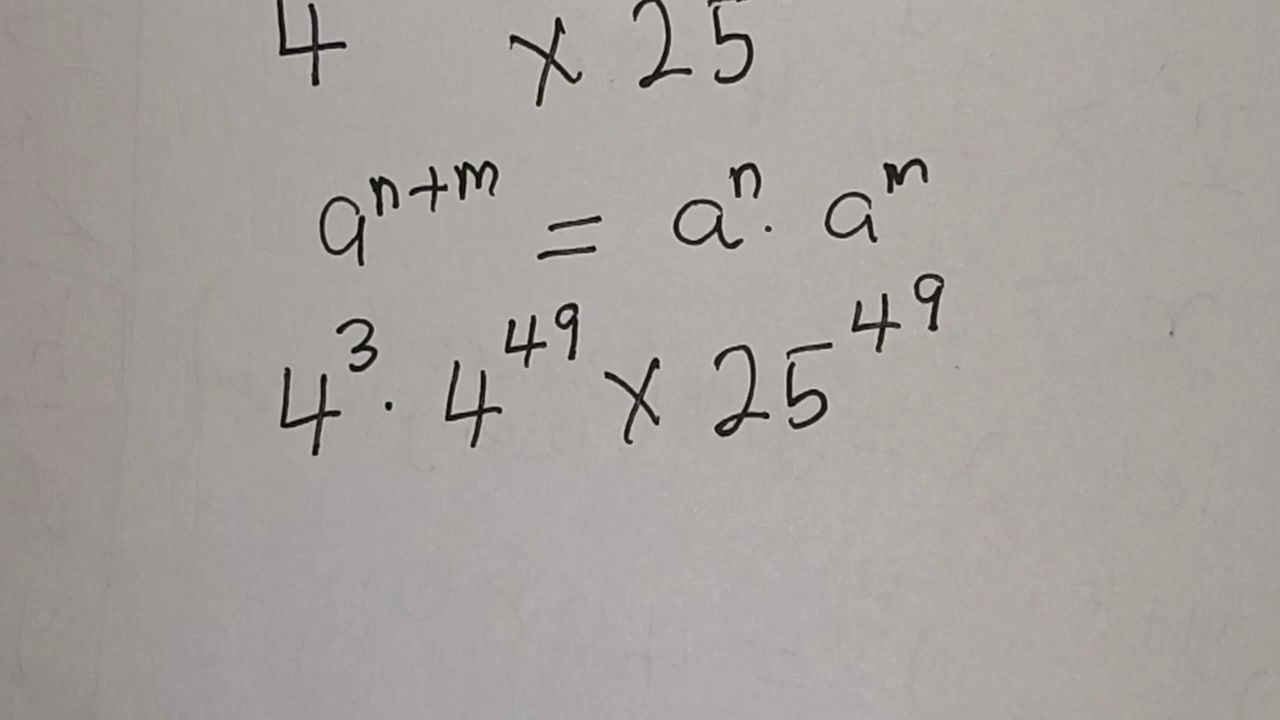 4 × 25
a^{n+m} = a^n · a^m
4^3 · 4^{49} × 25^{49}